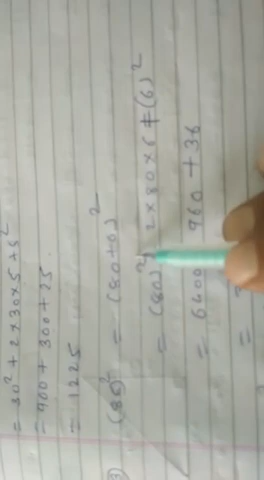 = 30² + 2×30×5+5²
= 900 + 300 + 25
= 1225
(86)² = (80+6)²
= (80)² + 2×80×6 + (6)²
= 6400 960 + 36
=